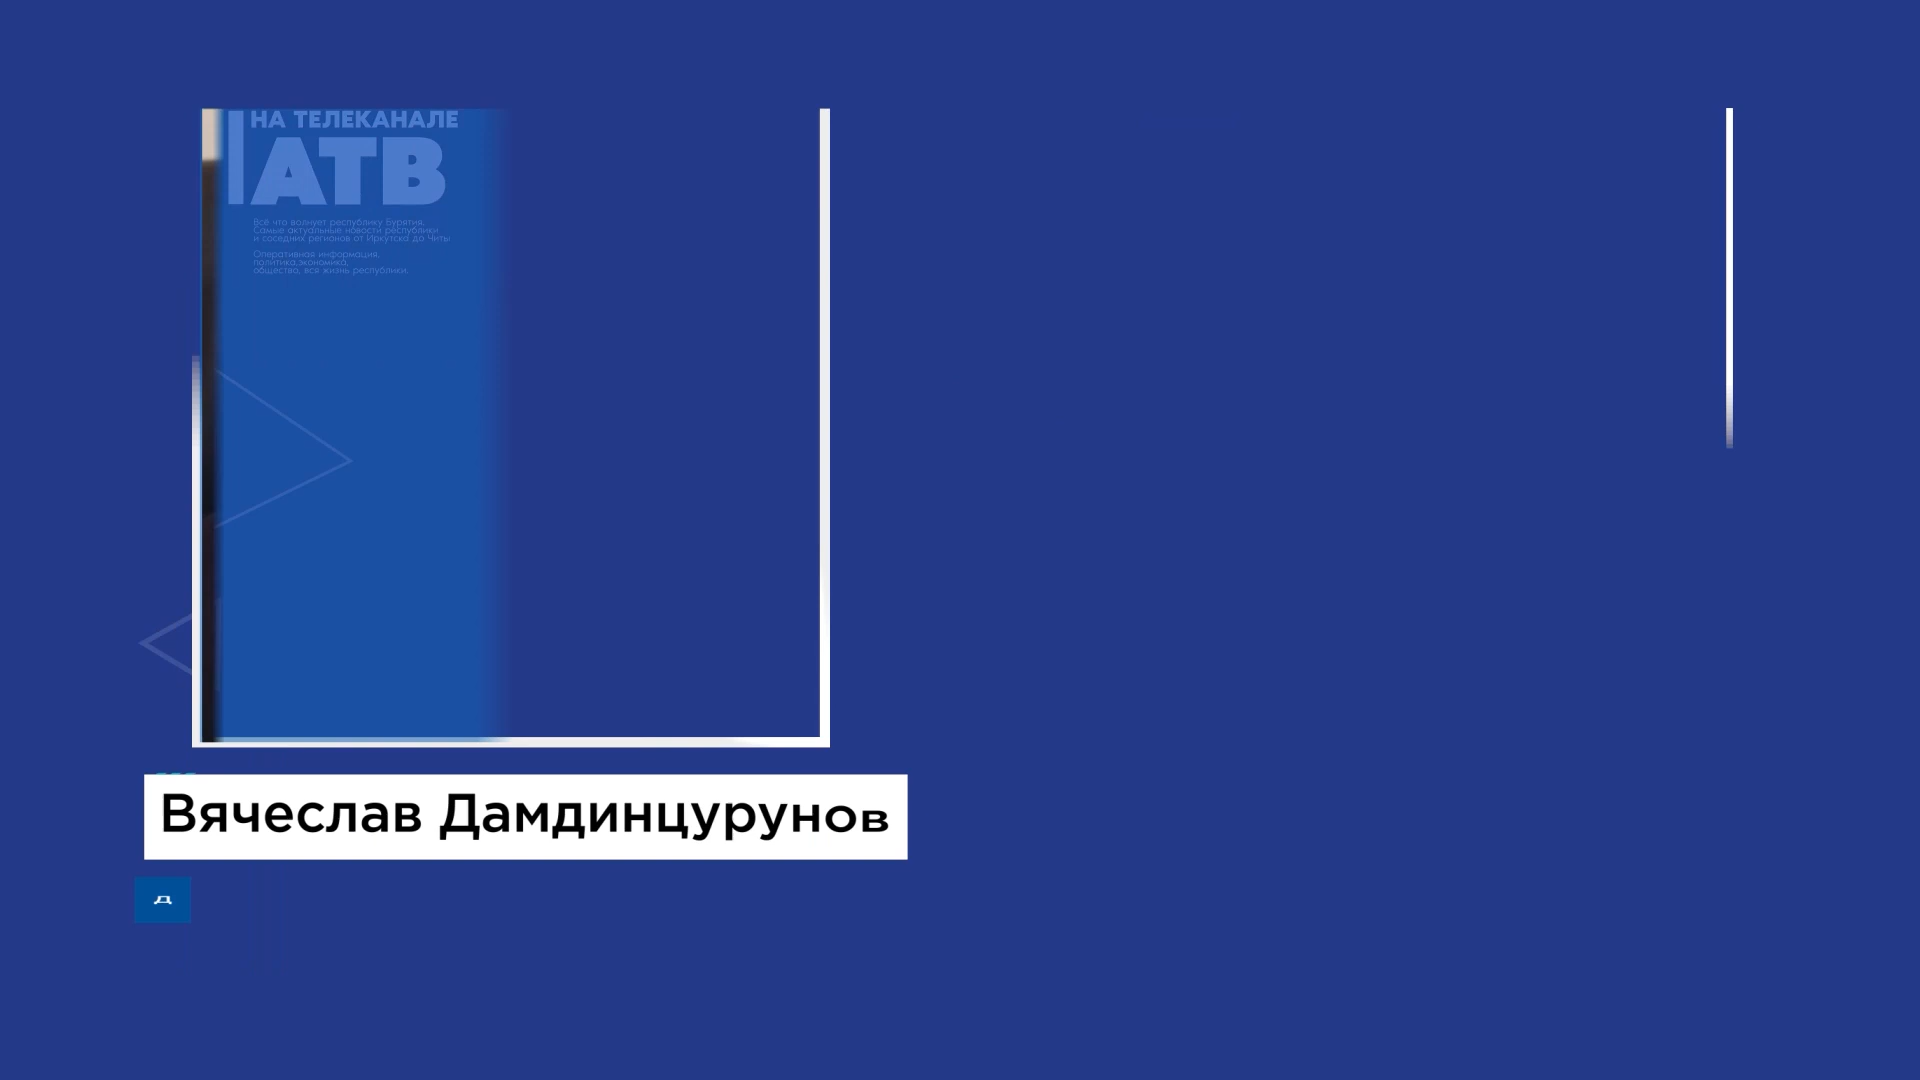 НА ТЕЛЕКАНАЛЕ
АТВ
Всё что волнует республику Бурятия.
Самые актуальные новости республики
и соседних регионов от Иркутска до Читы
Оперативная информация,
политика,экономика,
общество, вся жизнь республики.
Вячеслав Дамдинцурунов
Д